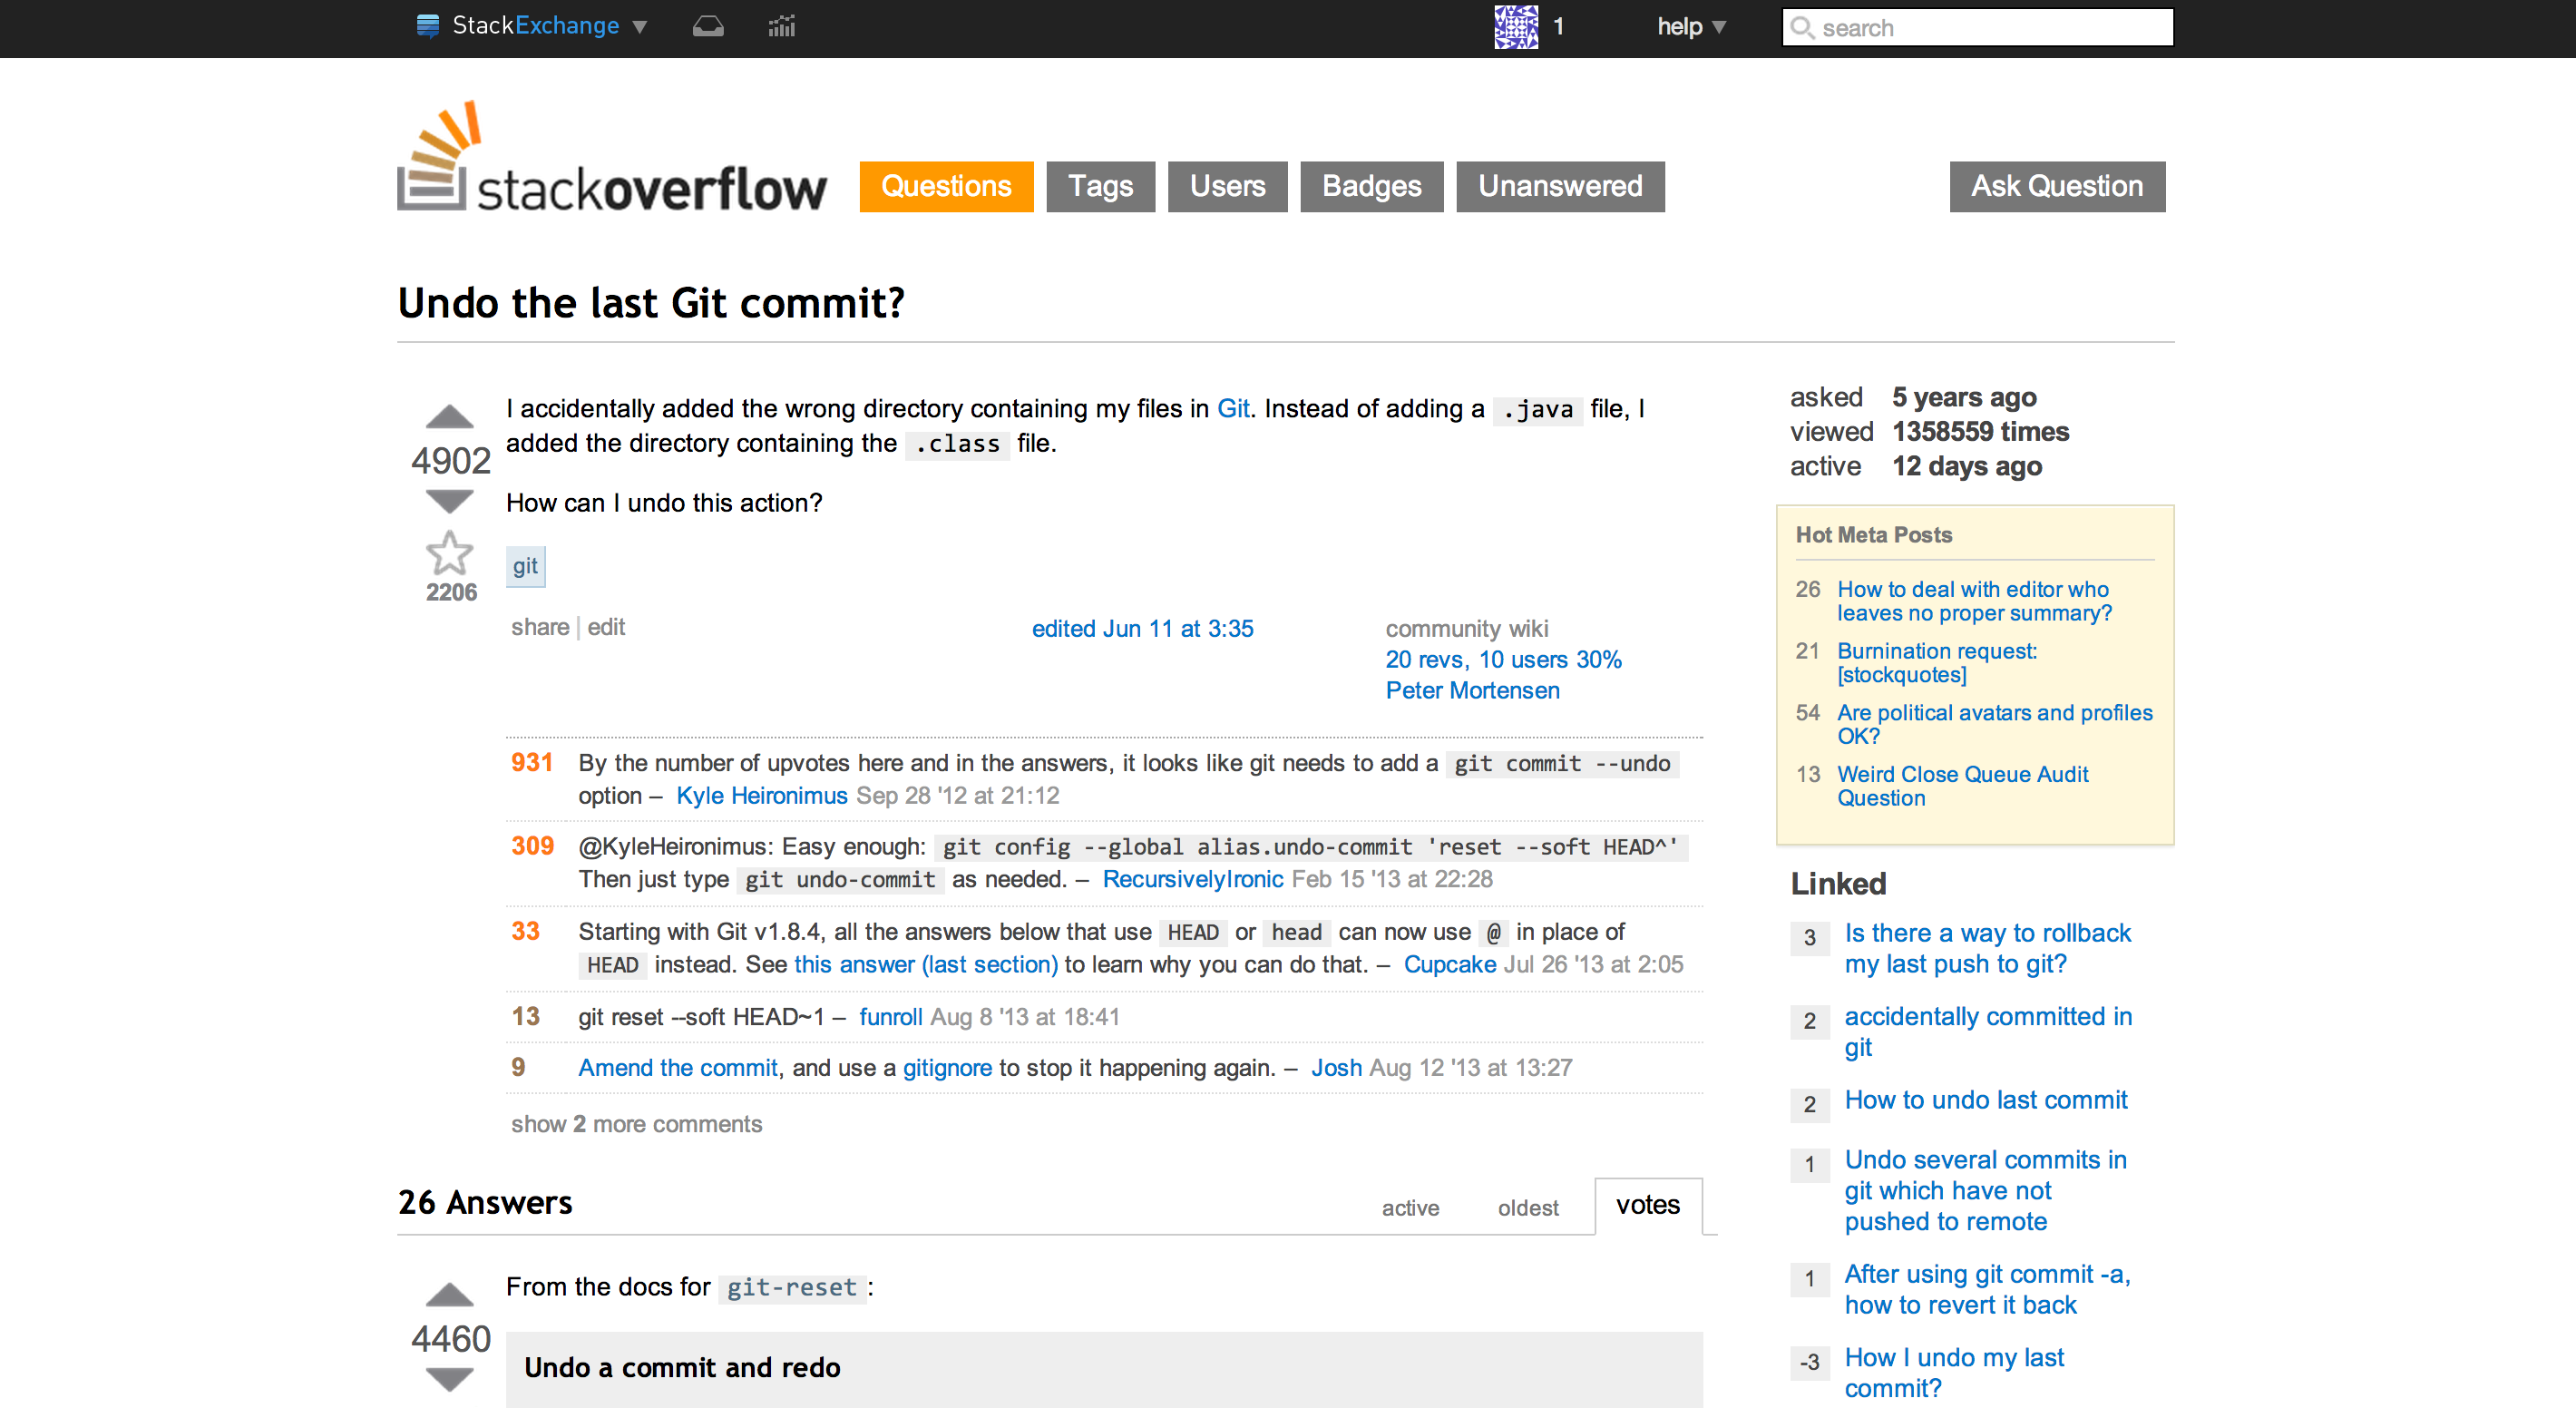 StackExchange
1
help
search
stackoverflow
Questions
Tags
Users
Badges
Unanswered
Ask Question
Undo the last Git commit?
4902
2206
I accidentally added the wrong directory containing my files in Git. Instead of adding a .java file, I
added the directory containing the .class file.
How can I undo this action?
git
share | edit
edited Jun 11 at 3:35
community wiki
20 revs, 10 users 30%
Peter Mortensen
931 By the number of upvotes here and in the answers, it looks like git needs to add a git commit --undo
option – Kyle Heironimus Sep 28 '12 at 21:12
309 @KyleHeironimus: Easy enough: git config --global alias.undo-commit 'reset --soft HEAD^'
Then just type git undo-commit as needed. – RecursivelyIronic Feb 15 '13 at 22:28
33 Starting with Git v1.8.4, all the answers below that use HEAD or head can now use @ in place of
HEAD instead. See this answer (last section) to learn why you can do that. – Cupcake Jul 26 '13 at 2:05
13 git reset --soft HEAD~1 – funroll Aug 8 '13 at 18:41
9 Amend the commit, and use a gitignore to stop it happening again. – Josh Aug 12 '13 at 13:27
show 2 more comments
26 Answers
active
oldest
votes
4460
From the docs for git-reset:
Undo a commit and redo
asked 5 years ago
viewed 1358559 times
active 12 days ago
Hot Meta Posts
26 How to deal with editor who
leaves no proper summary?
21 Burnination request:
[stockquotes]
54 Are political avatars and profiles
OK?
13 Weird Close Queue Audit
Question
Linked
3 Is there a way to rollback
my last push to git?
2 accidentally committed in
git
2 How to undo last commit
1 Undo several commits in
git which have not
pushed to remote
1 After using git commit -a,
how to revert it back
-3 How I undo my last
commit?